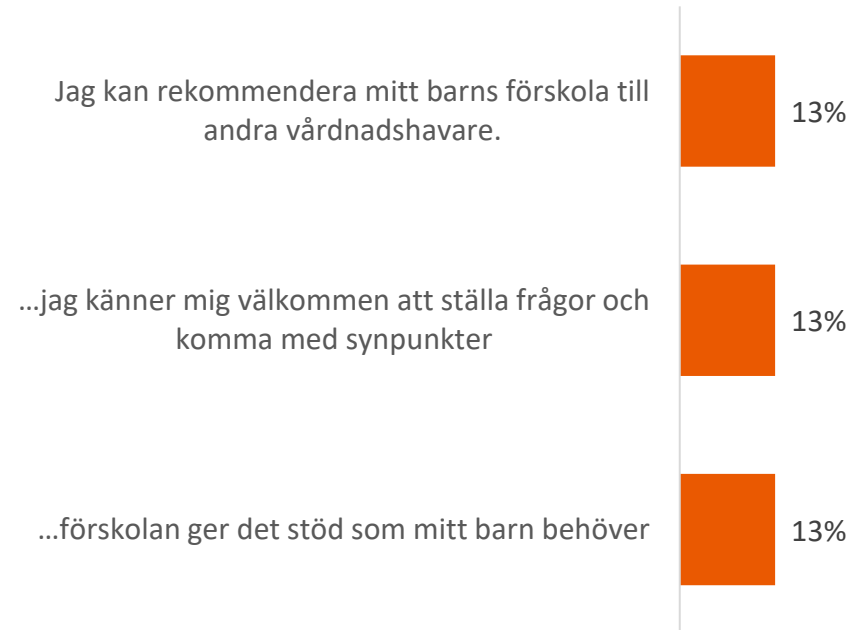 Jag kan rekommendera mitt barns förskola till
andra vårdnadshavare.
13%
...jag känner mig välkommen att ställa frågor och
komma med synpunkter
13%
...förskolan ger det stöd som mitt barn behöver
13%